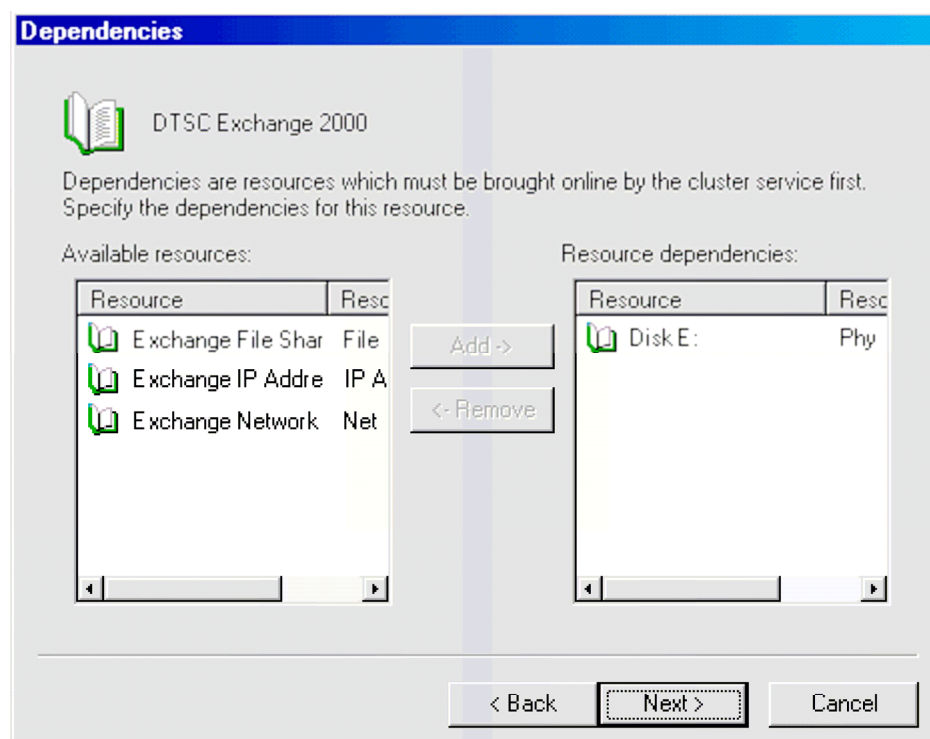 Dependencies
DTSC Exchange 2000
Dependencies are resources which must be brought online by the cluster service first.
Specify the dependencies for this resource.
Available resources:
Resource dependencies:
Resource Resc
Resource Resc
Exchange File Shar File
Add ->
Disk E: Phy
Exchange IP Addre IP A
<- Remove
Exchange Network Net
< Back Next > Cancel